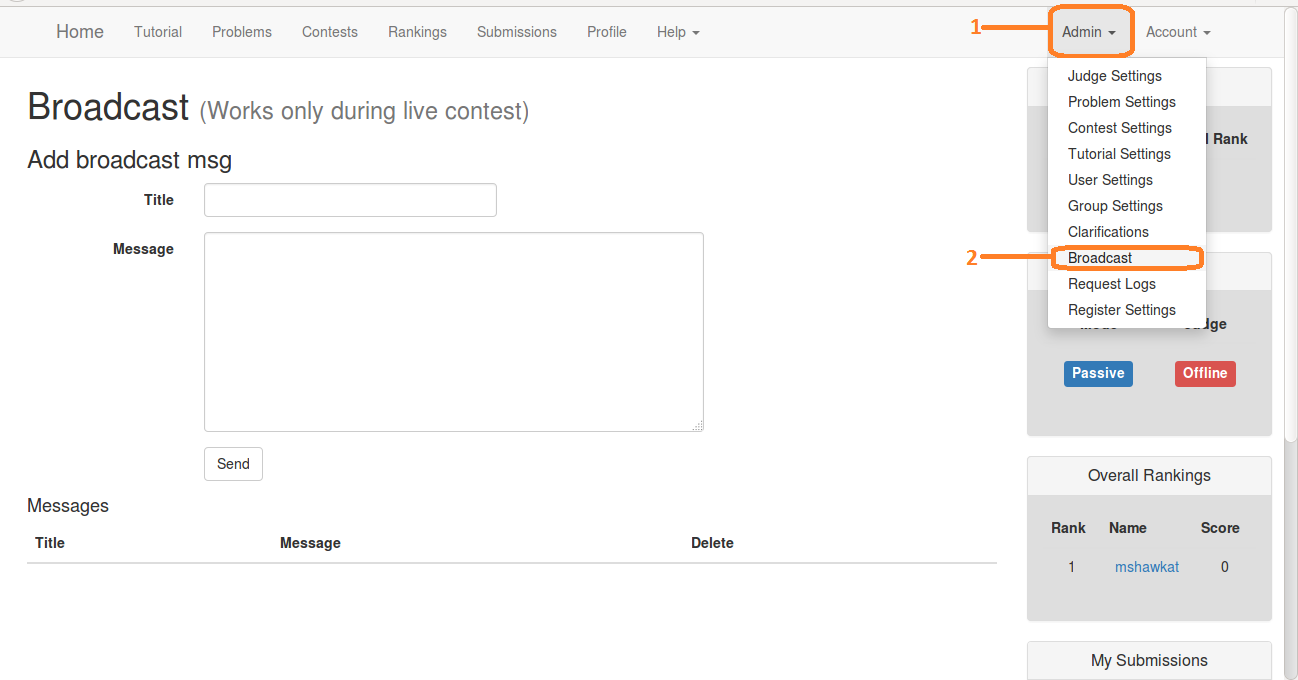 Home Tutorial Problems Contests Rankings Submissions Profile Help 1 Admin Account
Judge Settings
Problem Settings
Contest Settings
Tutorial Settings
User Settings
Group Settings
Clarifications
2 Broadcast
Request Logs
Register Settings
Broadcast (Works only during live contest)
Add broadcast msg
Title
Message
Send
Messages
Title Message Delete
Rank
Passive Offline
Overall Rankings
Rank Name Score
1 mshawkat 0
My Submissions